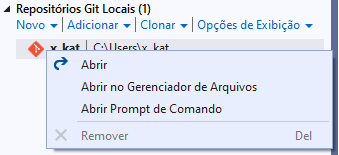 Repositórios Git Locais (1)
Novo Adicionar Clonar Opções de Exibição
x_kat | C:\Users\x_kat
Abrir
Abrir no Gerenciador de Arquivos
Abrir Prompt de Comando
Remover Del